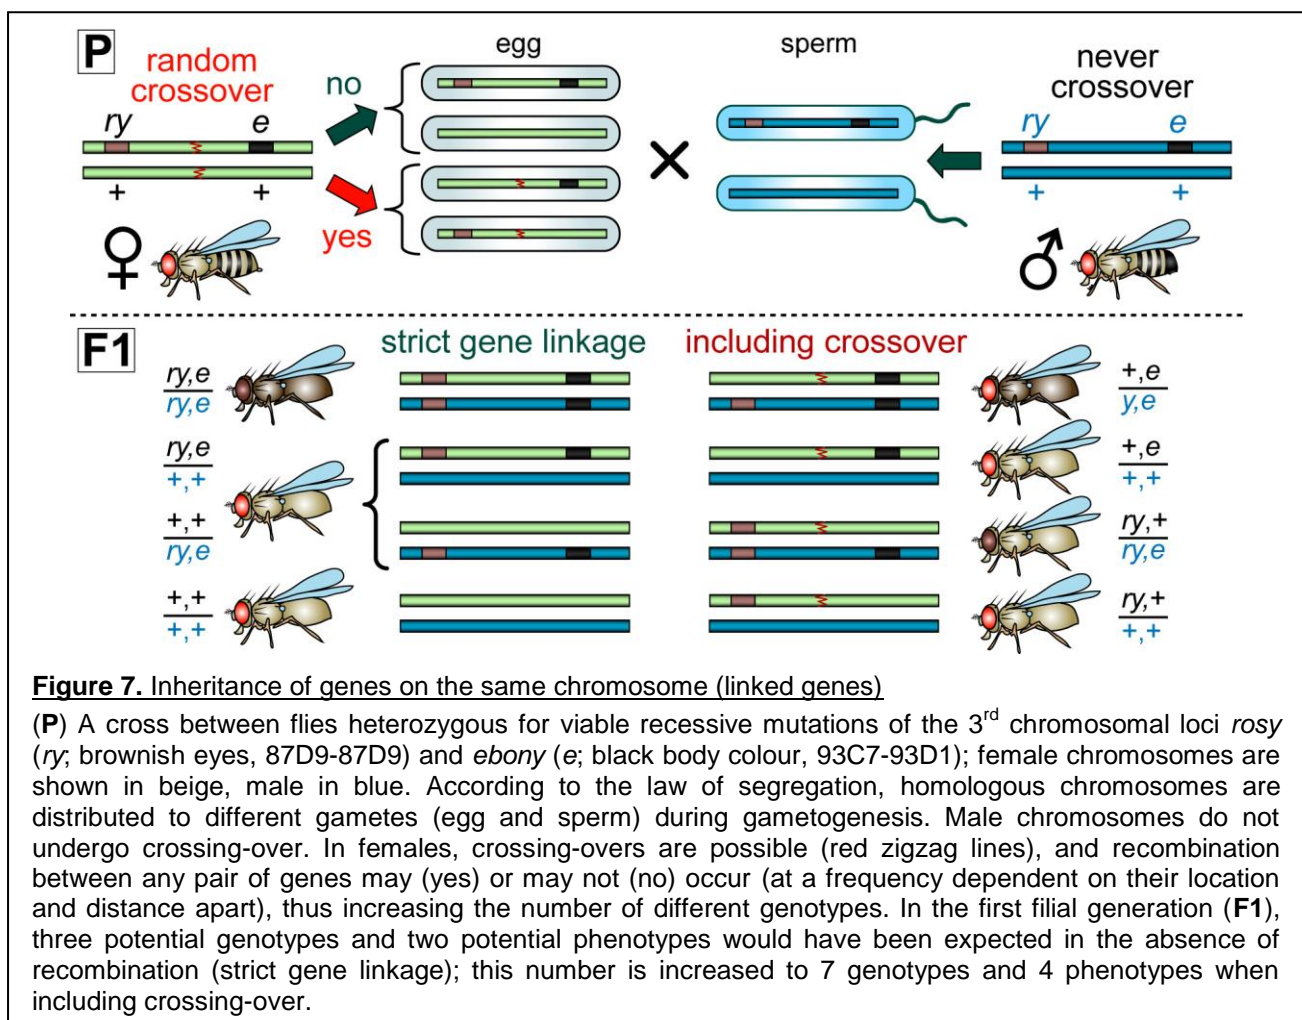 P
random
crossover
ry e
+ +
no
yes
egg
sperm
never
crossover
ry e
+ +
F1
strict gene linkage
including crossover
ry,e
ry,e
ry,e
+,+
+,+
ry,e
+,+
+,+
+,e
y,e
+,e
+,+
ry,+
ry,e
ry,+
+,+
Figure 7. Inheritance of genes on the same chromosome (linked genes)
(P) A cross between flies heterozygous for viable recessive mutations of the 3rd chromosomal loci rosy
(ry; brownish eyes, 87D9-87D9) and ebony (e; black body colour, 93C7-93D1); female chromosomes are
shown in beige, male in blue. According to the law of segregation, homologous chromosomes are
distributed to different gametes (egg and sperm) during gametogenesis. Male chromosomes do not
undergo crossing-over. In females, crossing-overs are possible (red zigzag lines), and recombination
between any pair of genes may (yes) or may not (no) occur (at a frequency dependent on their location
and distance apart), thus increasing the number of different genotypes. In the first filial generation (F1),
three potential genotypes and two potential phenotypes would have been expected in the absence of
recombination (strict gene linkage); this number is increased to 7 genotypes and 4 phenotypes when
including crossing-over.